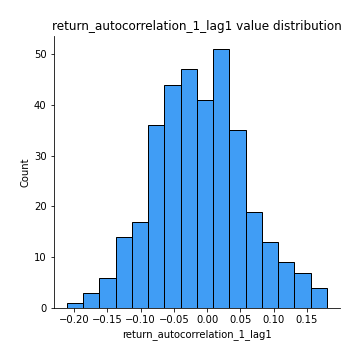 return_autocorrelation_1_lag1 value distribution
50
40
30
20
10
0
Count
−0.20 −0.15 −0.10 −0.05 0.00 0.05 0.10 0.15
return_autocorrelation_1_lag1